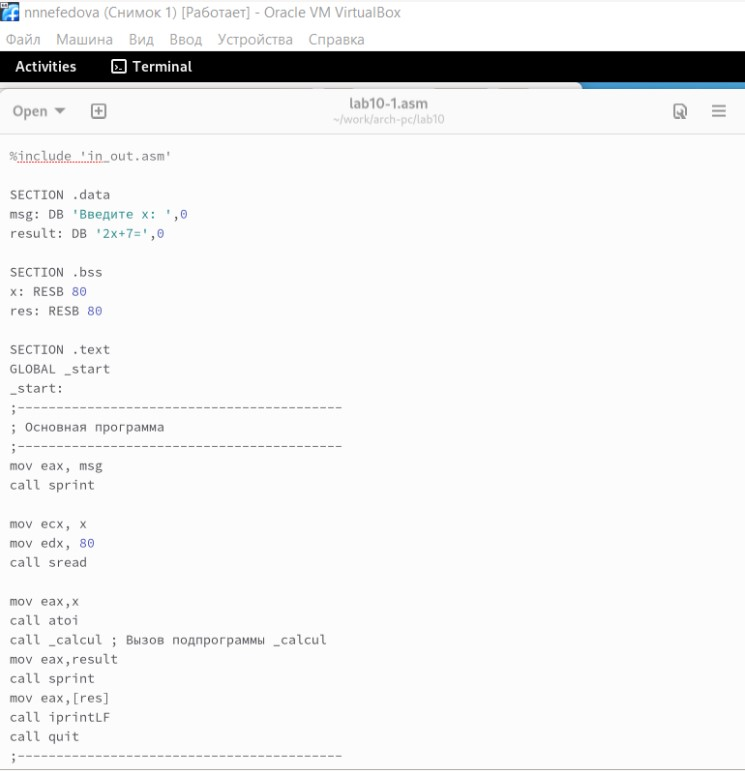 nnnefedova (Снимок 1) [Работает] - Oracle VM VirtualBox
Файл Машина Вид Ввод Устройства Справка
Activities Terminal
Open lab10-1.asm
~/work/arch-pc/lab10
%include 'in_out.asm'
SECTION .data
msg: DB 'Введите x: ',0
result: DB '2x+7=',0
SECTION .bss
x: RESB 80
res: RESB 80
SECTION .text
GLOBAL _start
_start:
;------------------------------------------
; Основная программа
;------------------------------------------
mov eax, msg
call sprint
mov ecx, x
mov edx, 80
call sread
mov eax,x
call atoi
call _calcul ; Вызов подпрограммы _calcul
mov eax,result
call sprint
mov eax,[res]
call iprintLF
call quit
;------------------------------------------